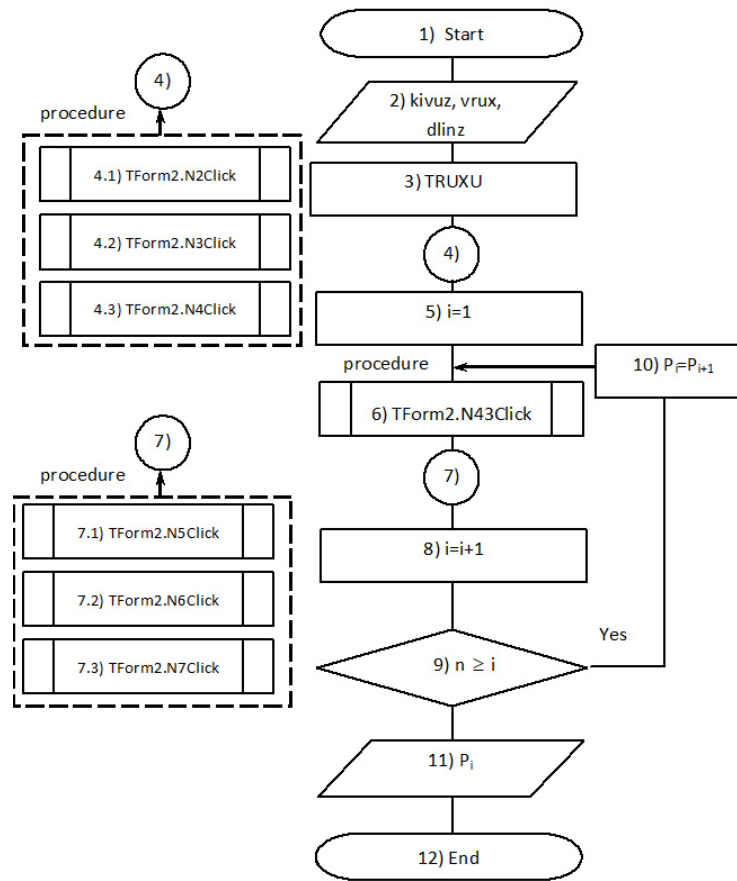 1) Start
2) kivuz, vrux,
dlinz
3) TRUXU
4)
5) i=1
procedure
6) TForm2.N43Click
7)
8) i=i+1
9) n ≥ i
Yes
10) Pᵢ=Pᵢ₊₁
11) Pᵢ
12) End
4)
procedure
4.1) TForm2.N2Click
4.2) TForm2.N3Click
4.3) TForm2.N4Click
7)
procedure
7.1) TForm2.N5Click
7.2) TForm2.N6Click
7.3) TForm2.N7Click